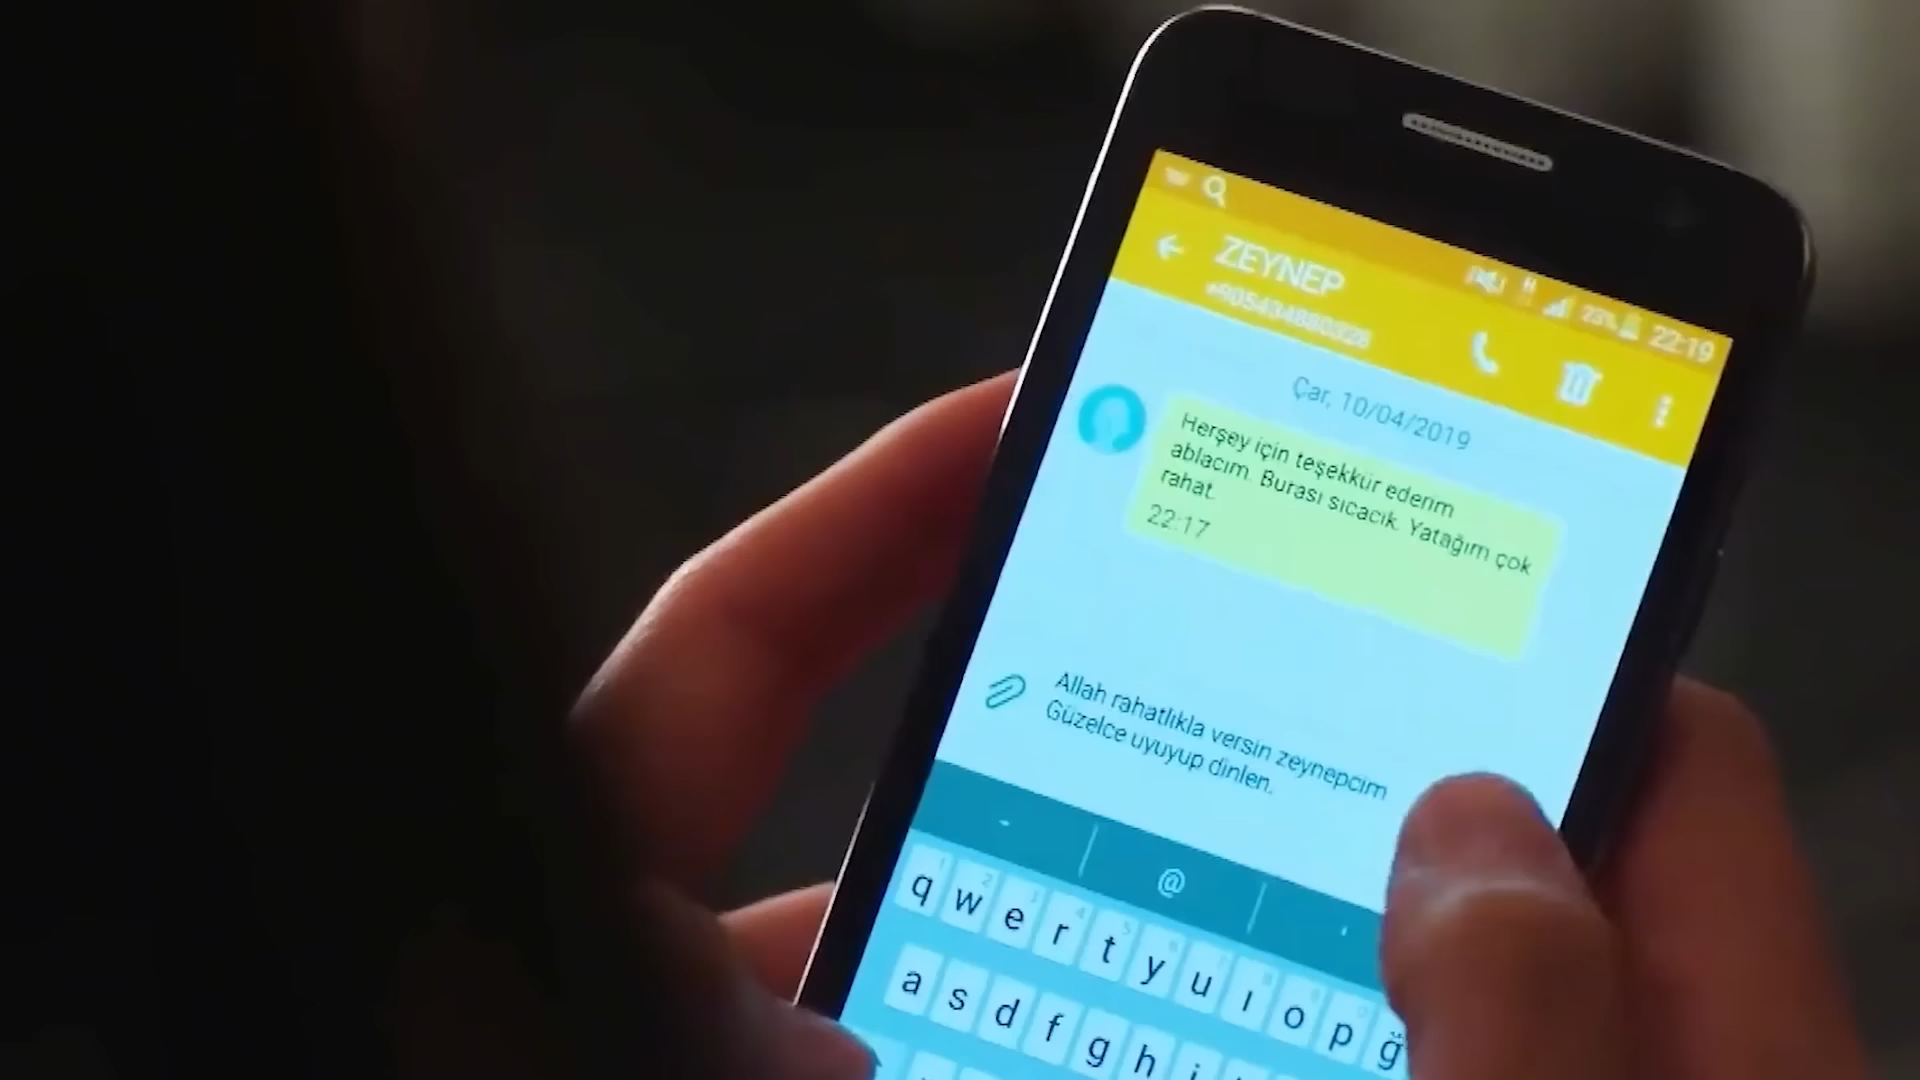 22:19
23%
ZEYNEP
Çar, 10/04/2019
Herşey için teşekkür ederim
ablacım. Burası sıcacık. Yatağım çok
rahat.
22:17
Allah rahatlıkla versin zeynepcim
Güzelce uyuyup dinlen.
- @ .
q w e r t y u ı o p ğ
a s d f g h